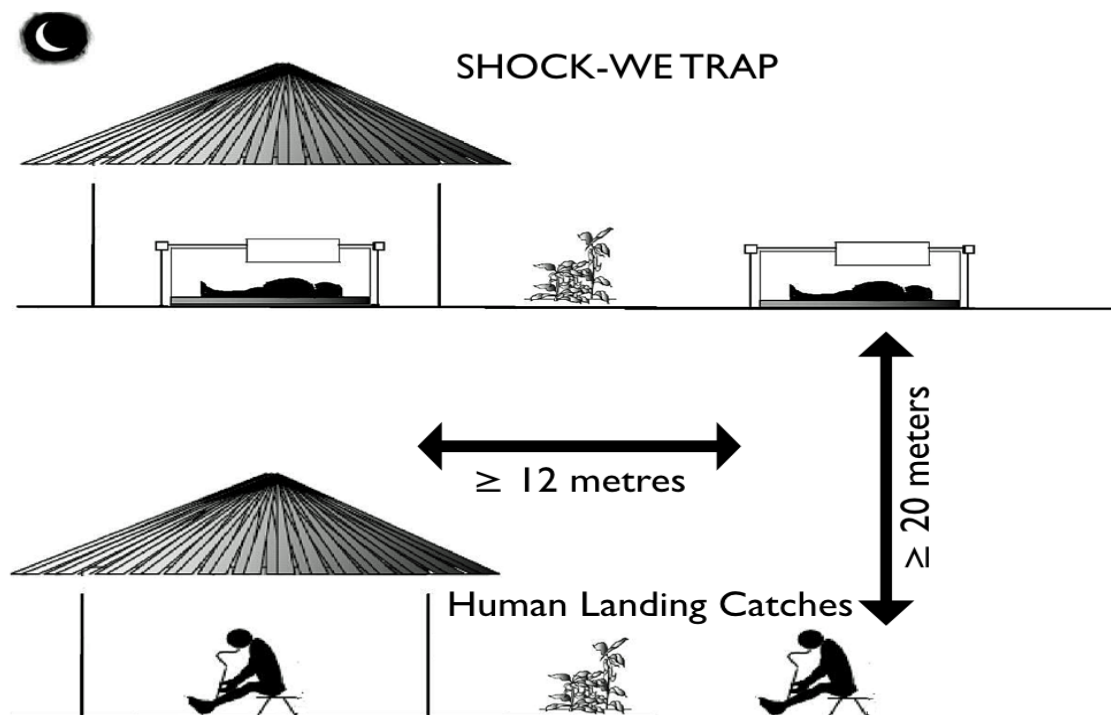 SHOCK-WE TRAP
≥ 12 metres
≥ 20 meters
Human Landing Catches